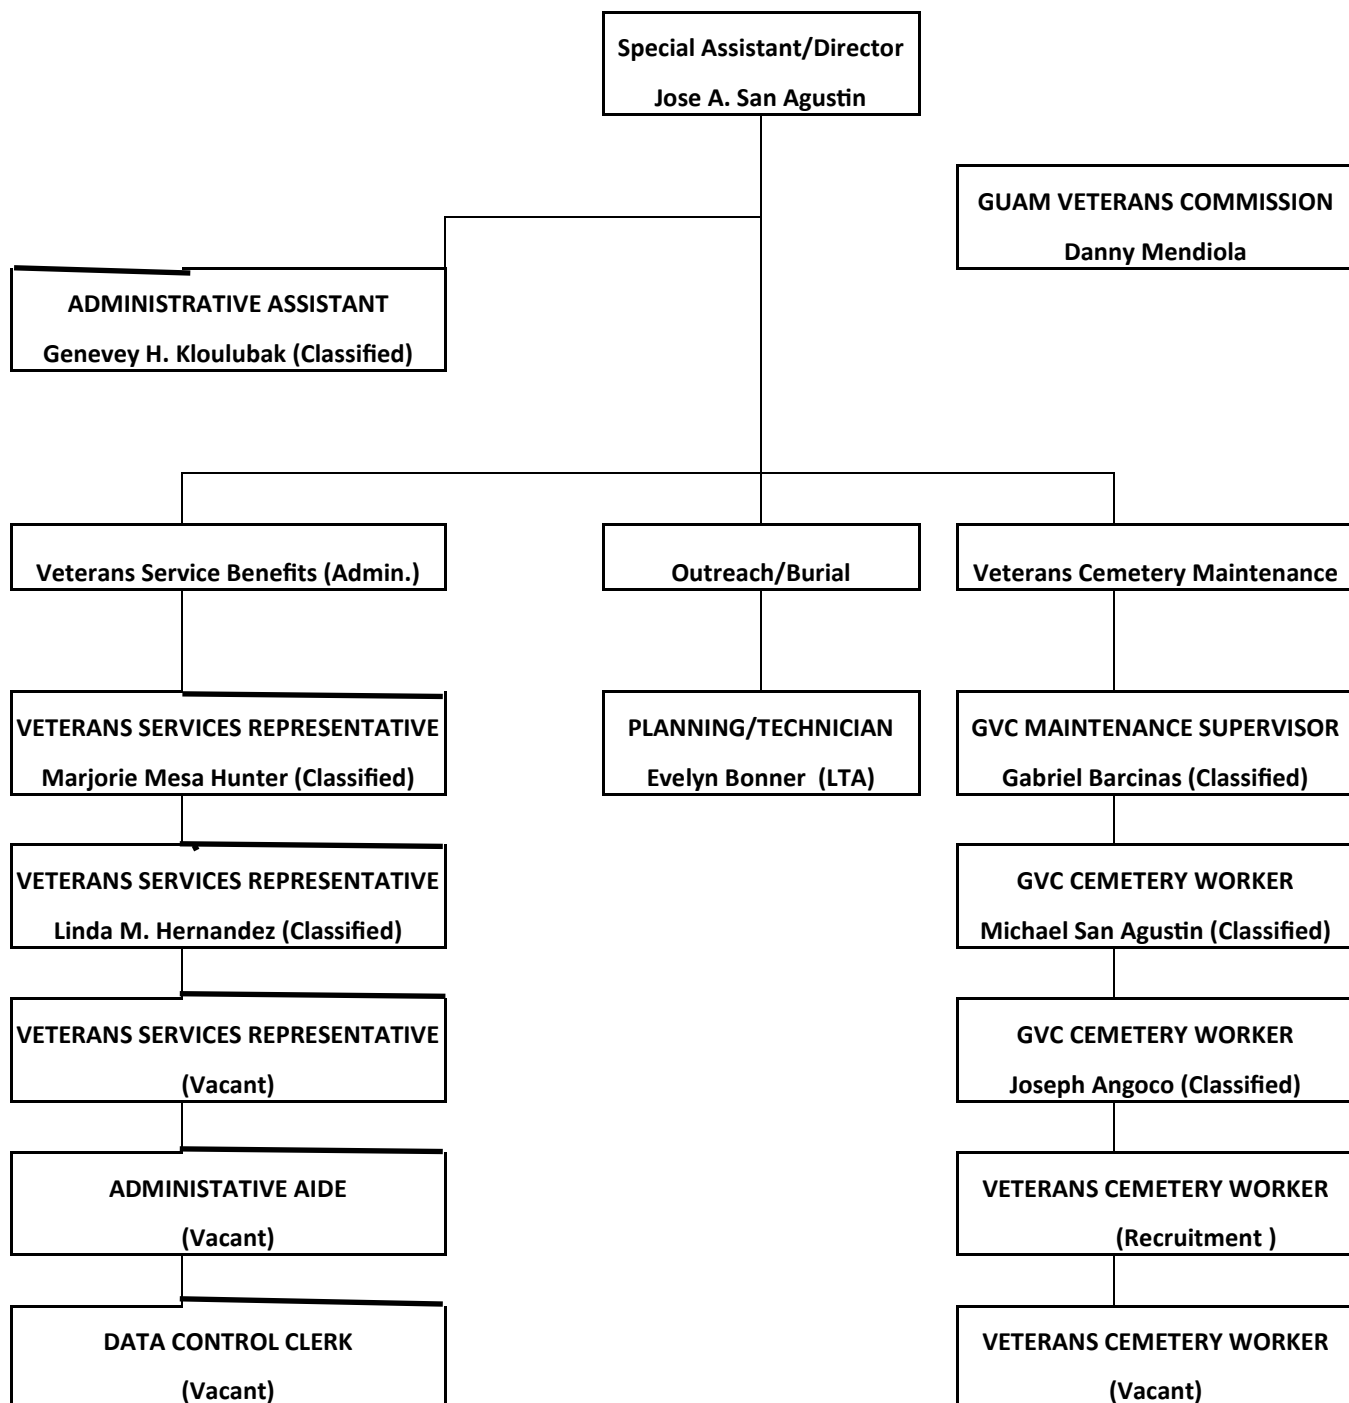 Special Assistant/Director
Jose A. San Agustin
GUAM VETERANS COMMISSION
Danny Mendiola
ADMINISTRATIVE ASSISTANT
Genevey H. Kloulubak (Classified)
Veterans Service Benefits (Admin.)
Outreach/Burial
Veterans Cemetery Maintenance
VETERANS SERVICES REPRESENTATIVE
Marjorie Mesa Hunter (Classified)
PLANNING/TECHNICIAN
Evelyn Bonner  (LTA)
GVC MAINTENANCE SUPERVISOR
Gabriel Barcinas (Classified)
VETERANS SERVICES REPRESENTATIVE
Linda M. Hernandez (Classified)
GVC CEMETERY WORKER
Michael San Agustin (Classified)
VETERANS SERVICES REPRESENTATIVE
(Vacant)
GVC CEMETERY WORKER
Joseph Angoco (Classified)
ADMINISTATIVE AIDE
(Vacant)
VETERANS CEMETERY WORKER
(Recruitment )
DATA CONTROL CLERK
(Vacant)
VETERANS CEMETERY WORKER
(Vacant)